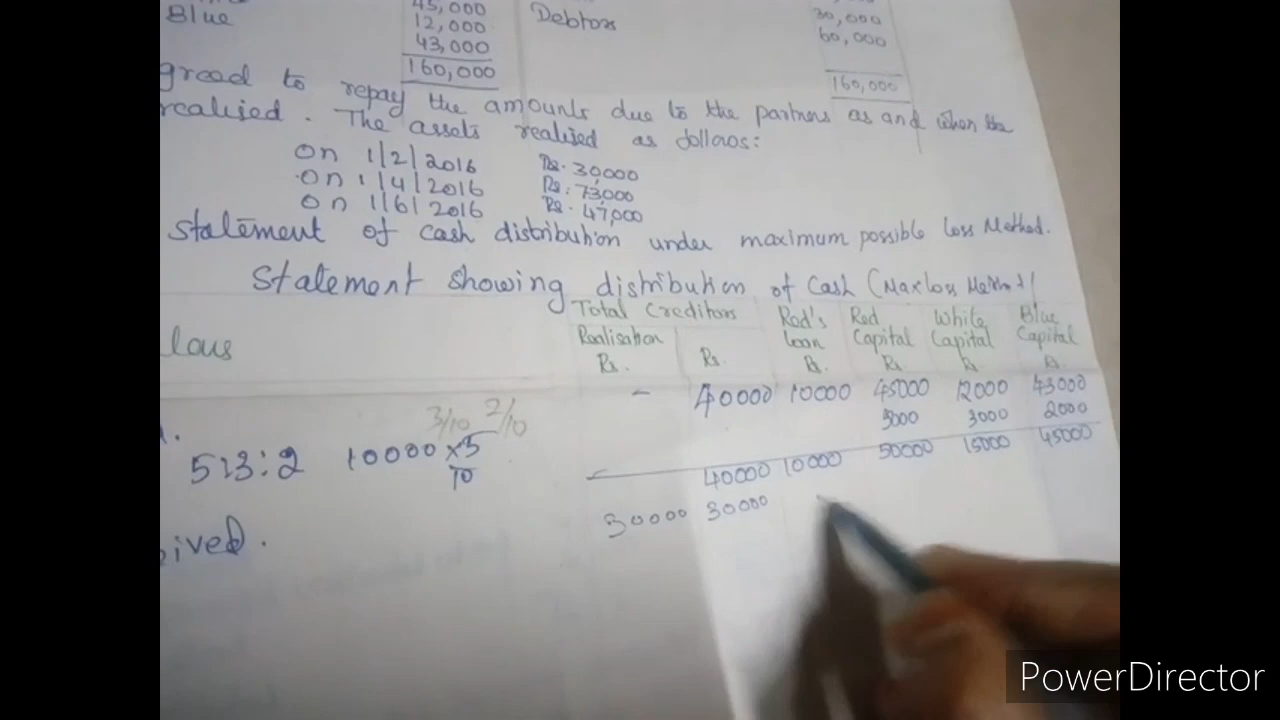 Blue 45,000 Debtors 30,000
12,000 60,000
43,000
160,000 160,000
greed to repay the amounts due to the partners as and when the
realised. The assets realised as follows:
On 1/2/2016 Rs. 30000
On 1/4/2016 Rs. 73,000
On 1/6/2016 Rs. 47,000
Statement of Cash distribution under maximum possible loss Method.
Statement showing distribution of Cash (Max loss Method)
lars Total Realisation Rs. Creditors Rs. Red's Loan Rs. Red Capital Rs. White Capital Rs Blue Capital Rs.
- 40000 10000 45000 12000 43000
3/10 2/10 5000 3000 2000
5:3:2 10000 x 5/10
40000 10000 50000 15000 45000
30000 30000
eived.
PowerDirector